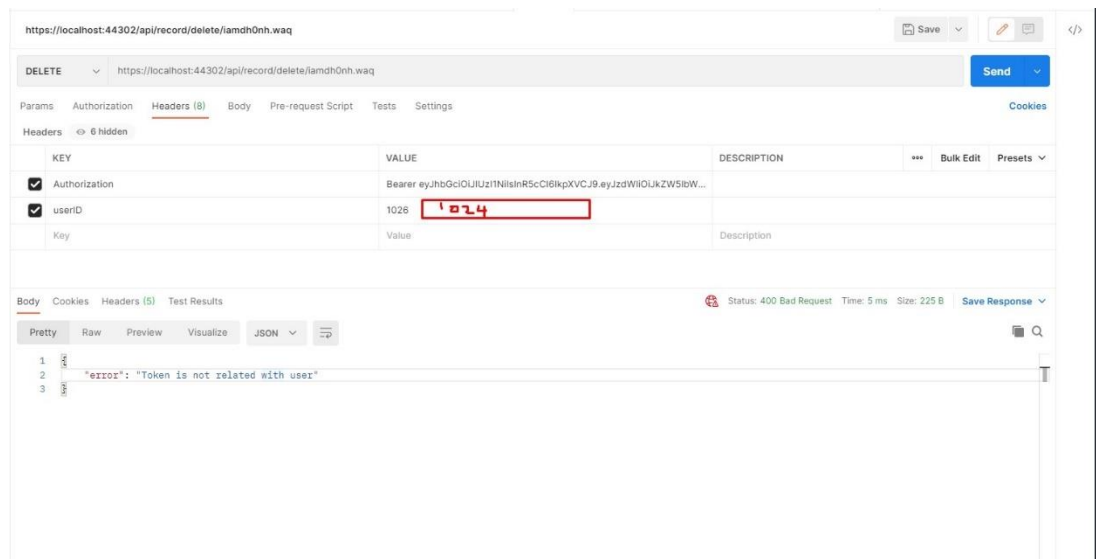 https://localhost:44302/api/record/delete/iamdh0nh.waq
Save
</>
DELETE https://localhost:44302/api/record/delete/iamdh0nh.waq Send
Params Authorization Headers (8) Body Pre-request Script Tests Settings Cookies
Headers 6 hidden
KEY VALUE DESCRIPTION ooo Bulk Edit Presets
Authorization
userID 1026 1024
Key Value Description
Body Cookies Headers (5) Test Results Status: 400 Bad Request Time: 5 ms Size: 225 B Save Response
Pretty Raw Preview Visualize JSON
1 {
2 "error": "Token is not related with user"
3 }